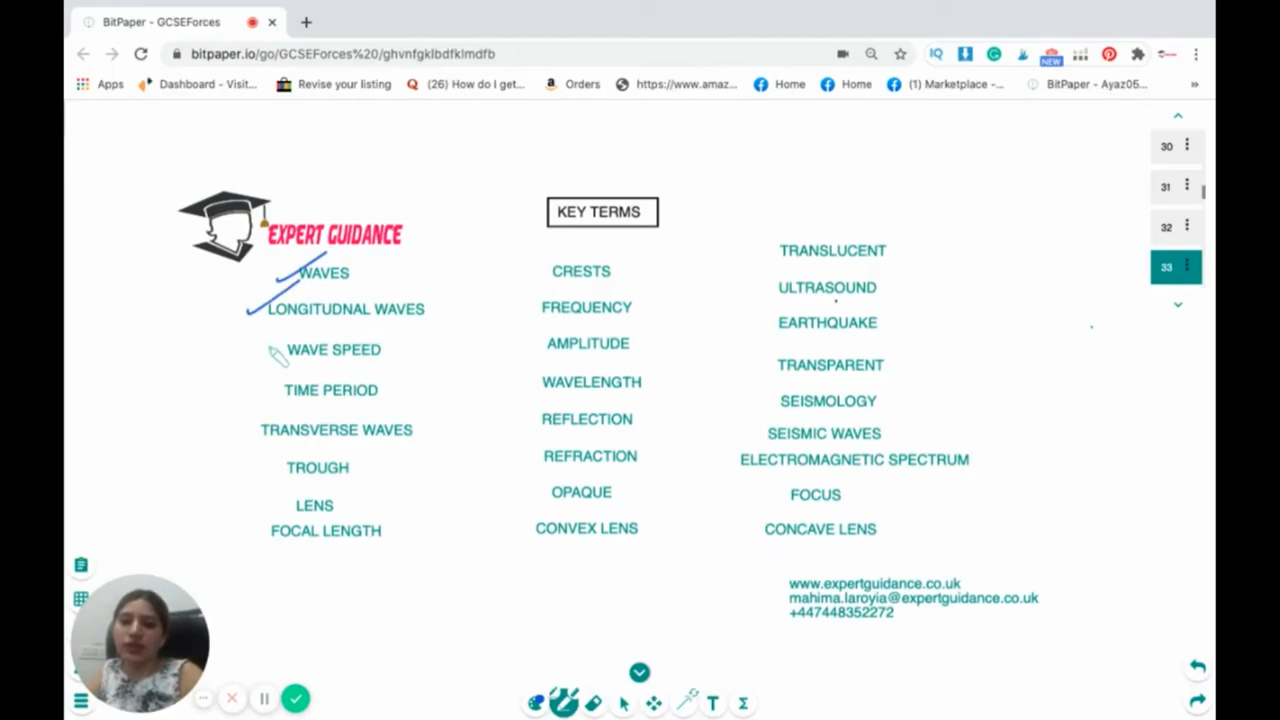 BitPaper - GCSEForces
bitpaper.io/go/GCSEForces%20/ghvnfgklbdfklmdfb
Apps
Dashboard - Visit...
Revise your listing
(26) How do I get...
Orders
https://www.amaz...
Home
Home
(1) Marketplace -...
BitPaper - Ayaz05...
NEW
30
31
32
33
EXPERT GUIDANCE
KEY TERMS
WAVES
LONGITUDNAL WAVES
WAVE SPEED
TIME PERIOD
TRANSVERSE WAVES
TROUGH
LENS
FOCAL LENGTH
CRESTS
FREQUENCY
AMPLITUDE
WAVELENGTH
REFLECTION
REFRACTION
OPAQUE
CONVEX LENS
TRANSLUCENT
ULTRASOUND
EARTHQUAKE
TRANSPARENT
SEISMOLOGY
SEISMIC WAVES
ELECTROMAGNETIC SPECTRUM
FOCUS
CONCAVE LENS
www.expertguidance.co.uk
mahima.laroyia@expertguidance.co.uk
+447448352272